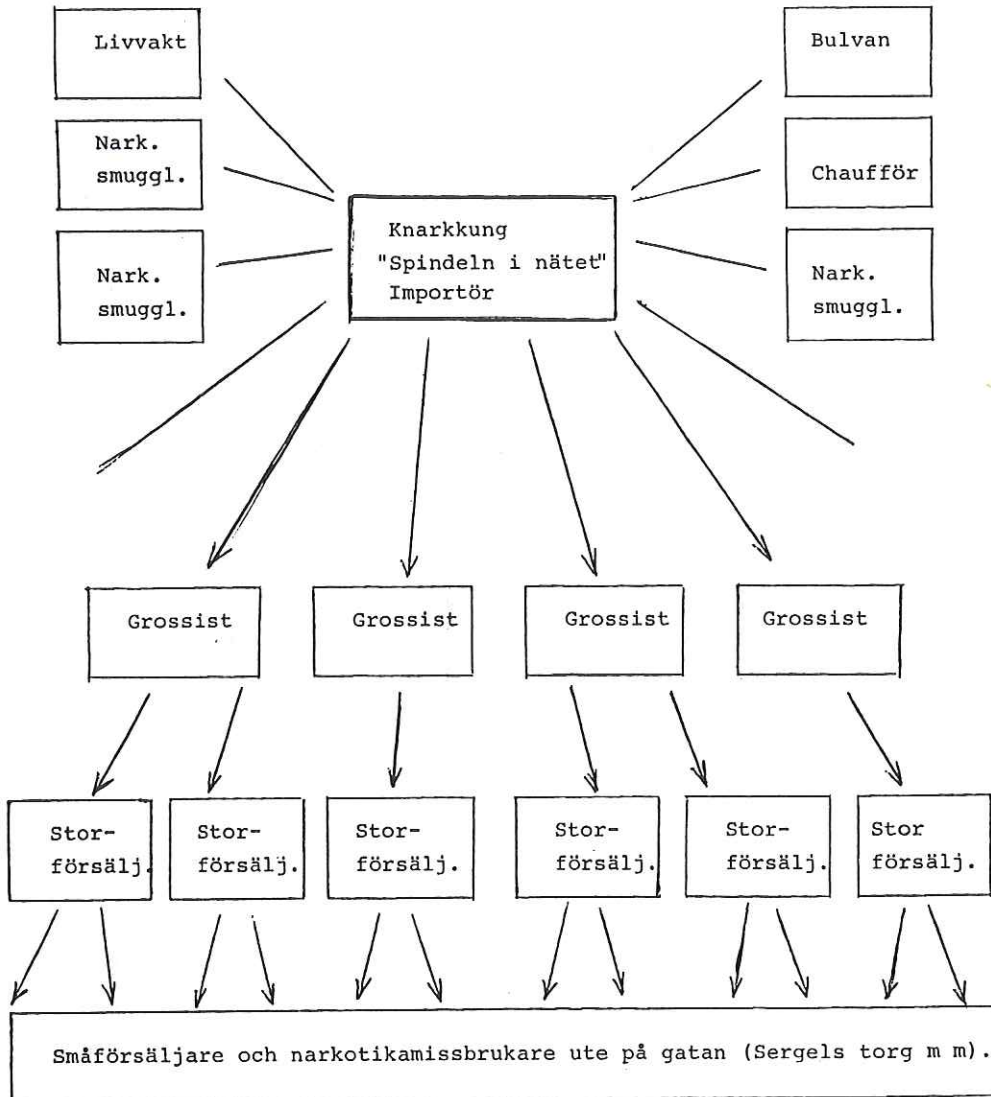 Livvakt
Bulvan
Nark.
smuggl.
Chaufför
Knarkkung
"Spindeln i nätet"
Importör
Nark.
smuggl.
Nark.
smuggl.
Grossist
Grossist
Grossist
Grossist
Stor-
försälj.
Stor-
försälj.
Stor-
försälj.
Stor-
försälj.
Stor-
försälj.
Stor
försälj.
Småförsäljare och narkotikamissbrukare ute på gatan (Sergels torg m m).